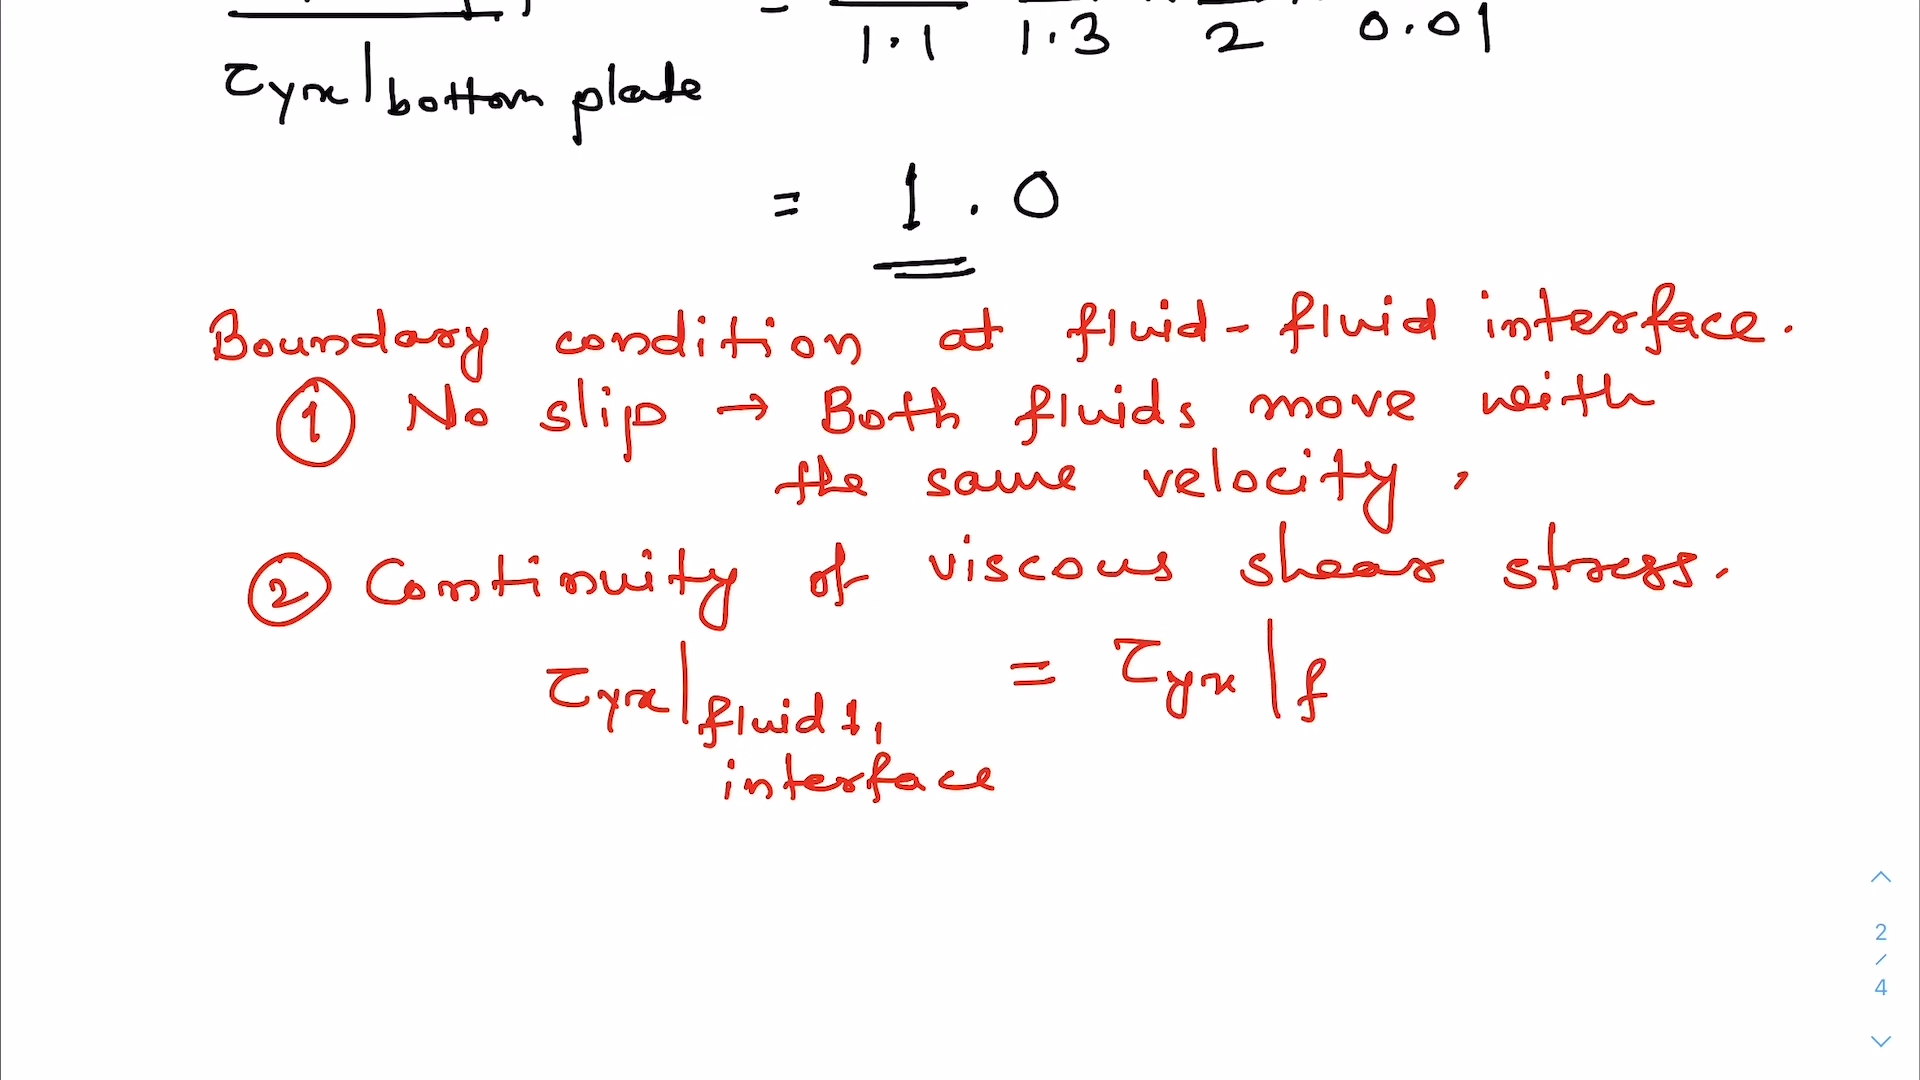 = 1.1 1.3 2 0.01
τyx|bottom plate
= 1.0
Boundary condition at fluid-fluid interface.
① No slip → Both fluids move with
the same velocity,
② Continuity of viscous shear stress.
τyx|fluid 1, = τyx|f
interface
2
/
4